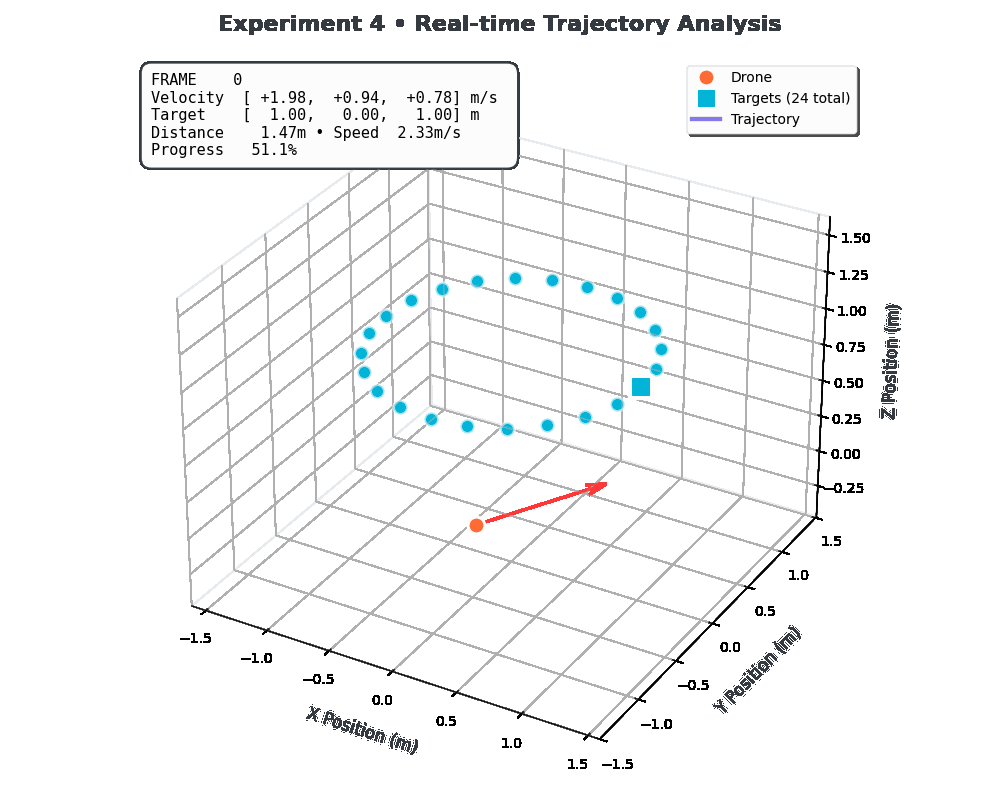 Experiment 4 • Real-time Trajectory Analysis
FRAME    0
Velocity  [ +1.98,  +0.94,  +0.78] m/s
Target    [  1.00,   0.00,   1.00] m
Distance    1.47m • Speed  2.33m/s
Progress   51.1%
Drone
Targets (24 total)
Trajectory
1.50
1.25
1.00
0.75
0.50
0.25
0.00
−0.25
Z Position (m)
1.5
1.0
0.5
0.0
−0.5
−1.0
−1.5
Y Position (m)
−1.5
−1.0
−0.5
0.0
0.5
1.0
1.5
X Position (m)